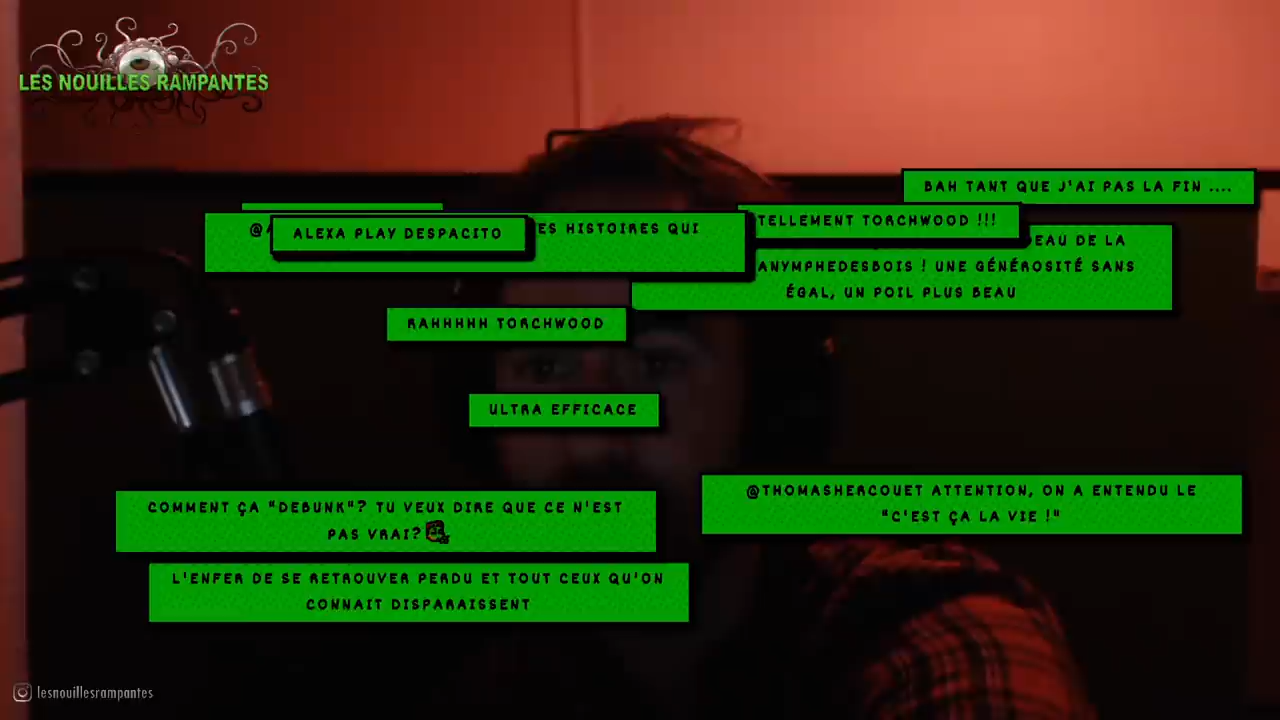 LES NOUILLES RAMPANTES
BAH TANT QUE J'AI PAS LA FIN ....
TELLEMENT TORCHWOOD !!!
ALEXA PLAY DESPACITO
HISTOIRES QUI
DE LA
! UNE GÉNÉROSITÉ SANS
ÉGAL, UN POIL PLUS BEAU
RAHHHHH TORCHWOOD
ULTRA EFFICACE
@THOMASHERCOUET ATTENTION, ON A ENTENDU LE
"C'EST ÇA LA VIE !"
COMMENT ÇA "DEBUNK"? TU VEUX DIRE QUE CE N'EST
PAS VRAI?
L'ENFER DE SE RETROUVER PERDU ET TOUT CEUX QU'ON
CONNAIT DISPARAISSENT
lesnouillesrampantes